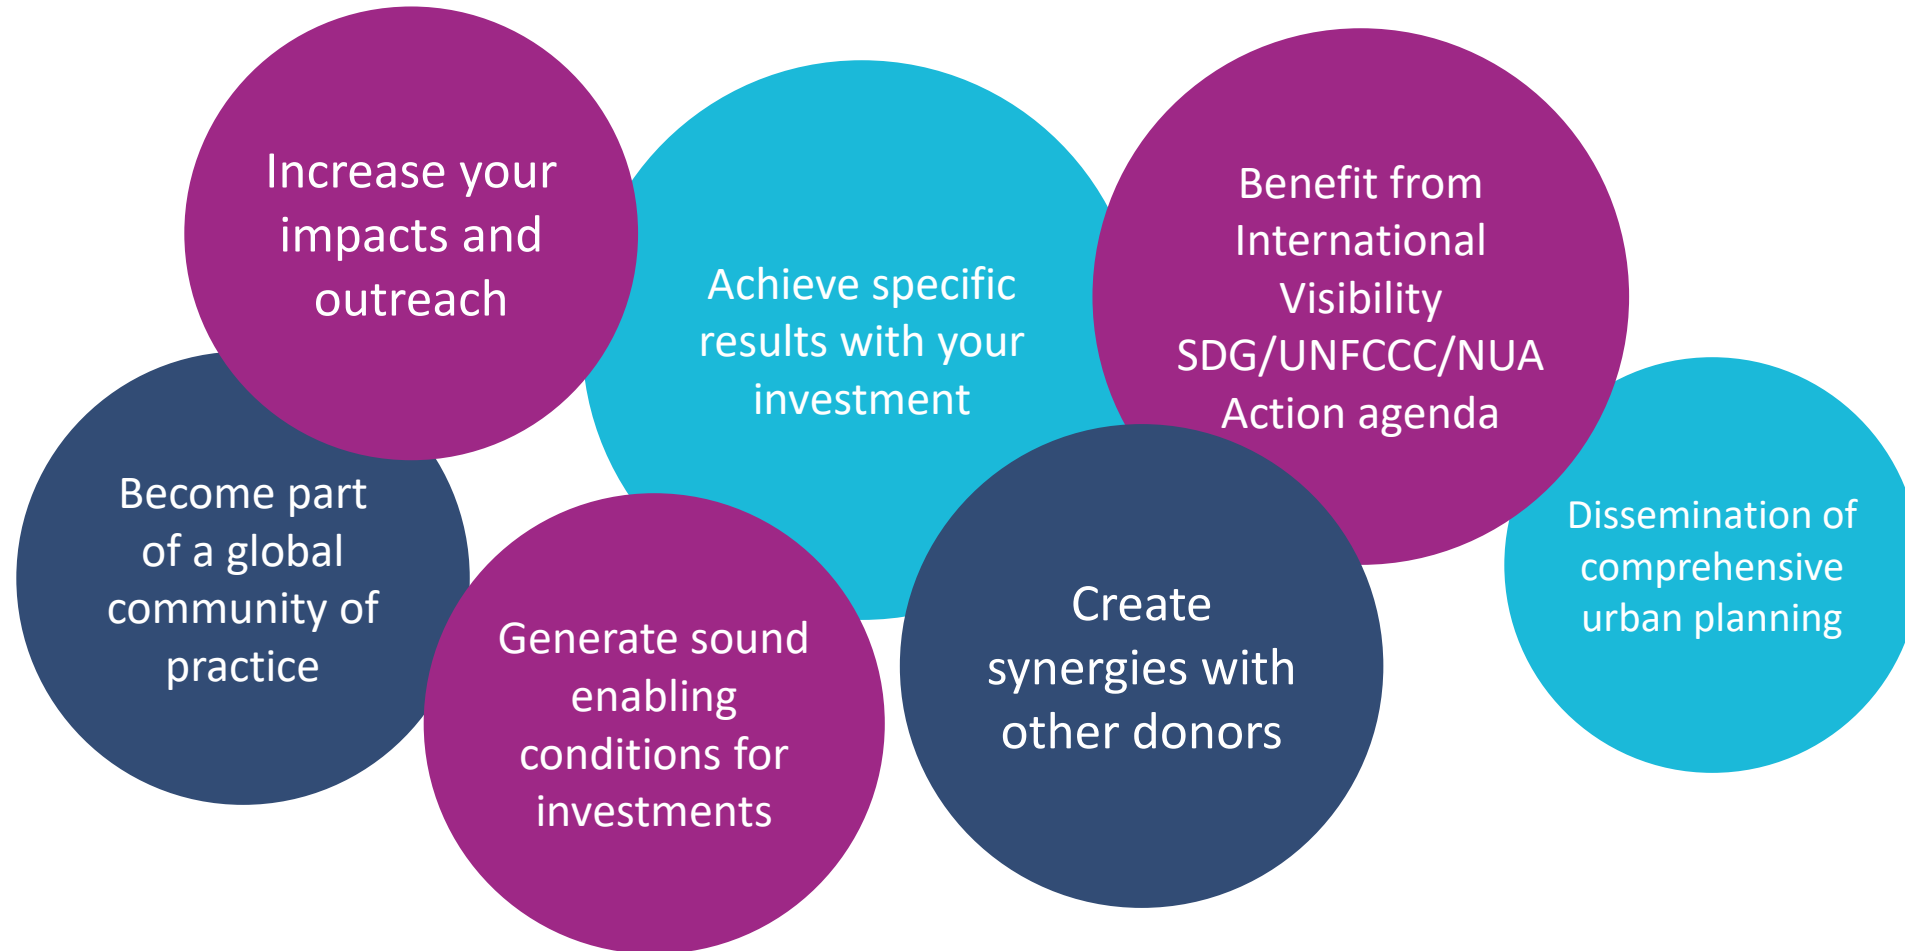 Increase your
impacts and
outreach
Achieve specific
results with your
investment
Benefit from
International
Visibility
SDG/UNFCCC/NUA
Action agenda
Become part
of a global
community of
practice
Generate sound
enabling
conditions for
investments
Create
synergies with
other donors
Dissemination of
comprehensive
urban planning